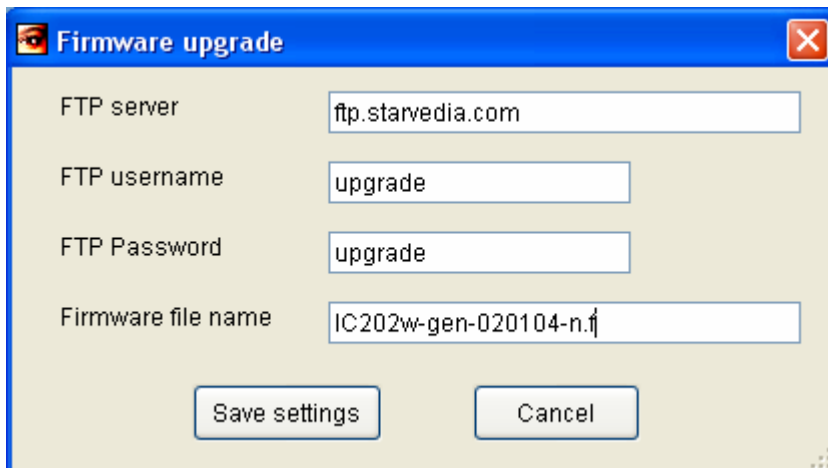 Firmware upgrade
FTP server ftp.starvedia.com
FTP username upgrade
FTP Password upgrade
Firmware file name IC202w-gen-020104-n.f
Save settings Cancel